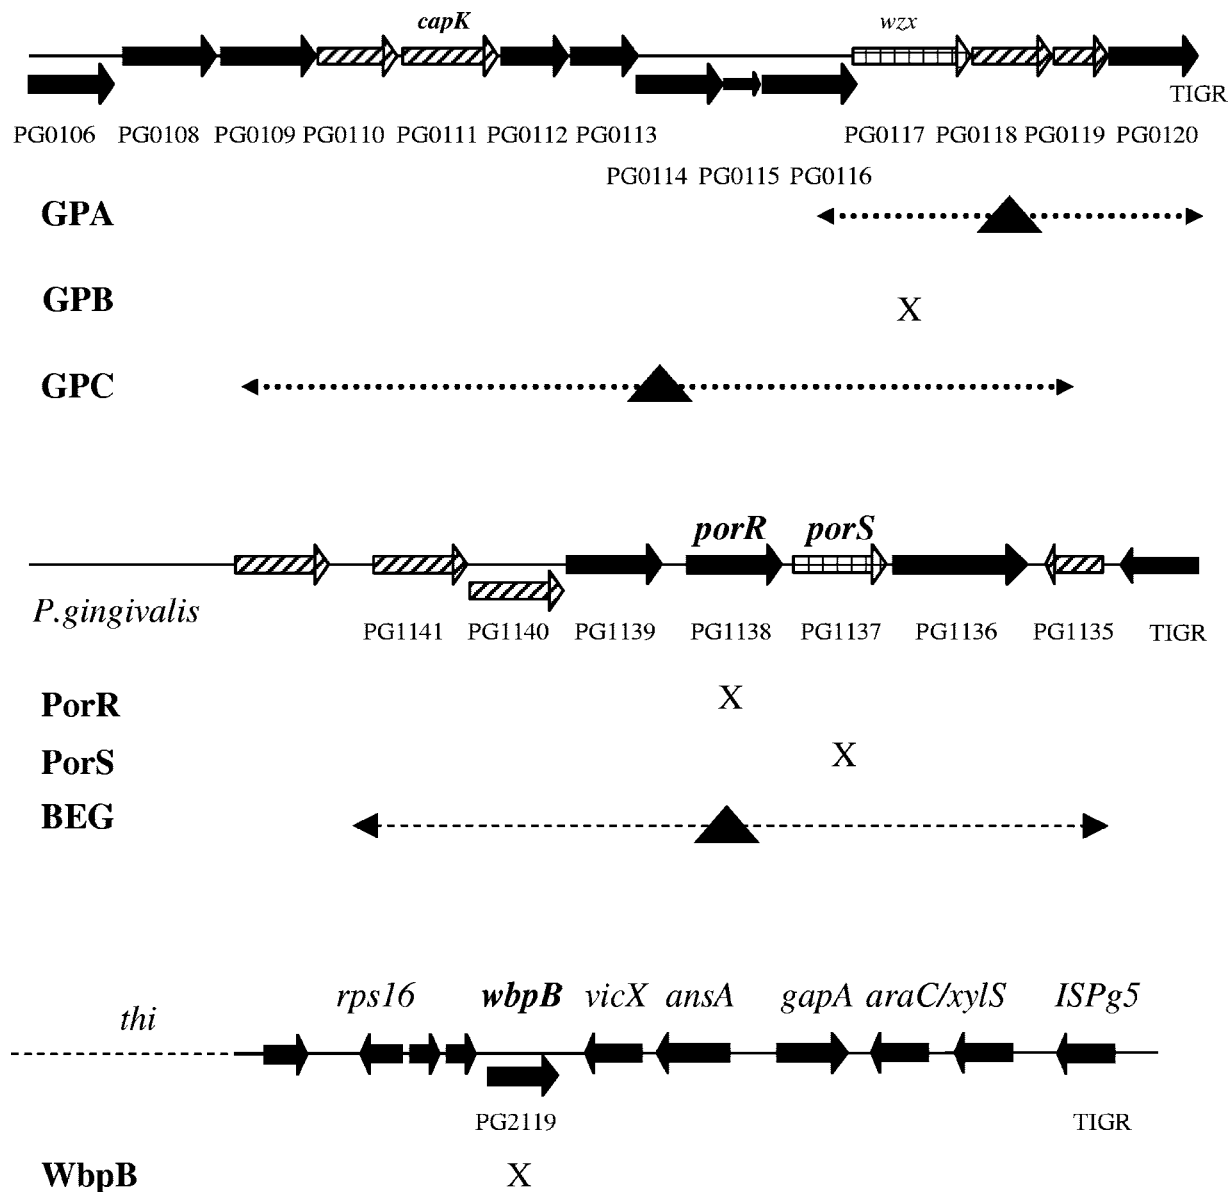 capK wzx
TIGR
PG0106 PG0108 PG0109 PG0110 PG0111 PG0112 PG0113 PG0117 PG0118 PG0119 PG0120
PG0114 PG0115 PG0116
GPA
GPB X
GPC
porR porS
P.gingivalis
PG1141 PG1140 PG1139 PG1138 PG1137 PG1136 PG1135 TIGR
PorR X
PorS X
BEG
thi rps16 wbpB vicX ansA gapA araC/xylS ISPg5
PG2119 TIGR
WbpB X